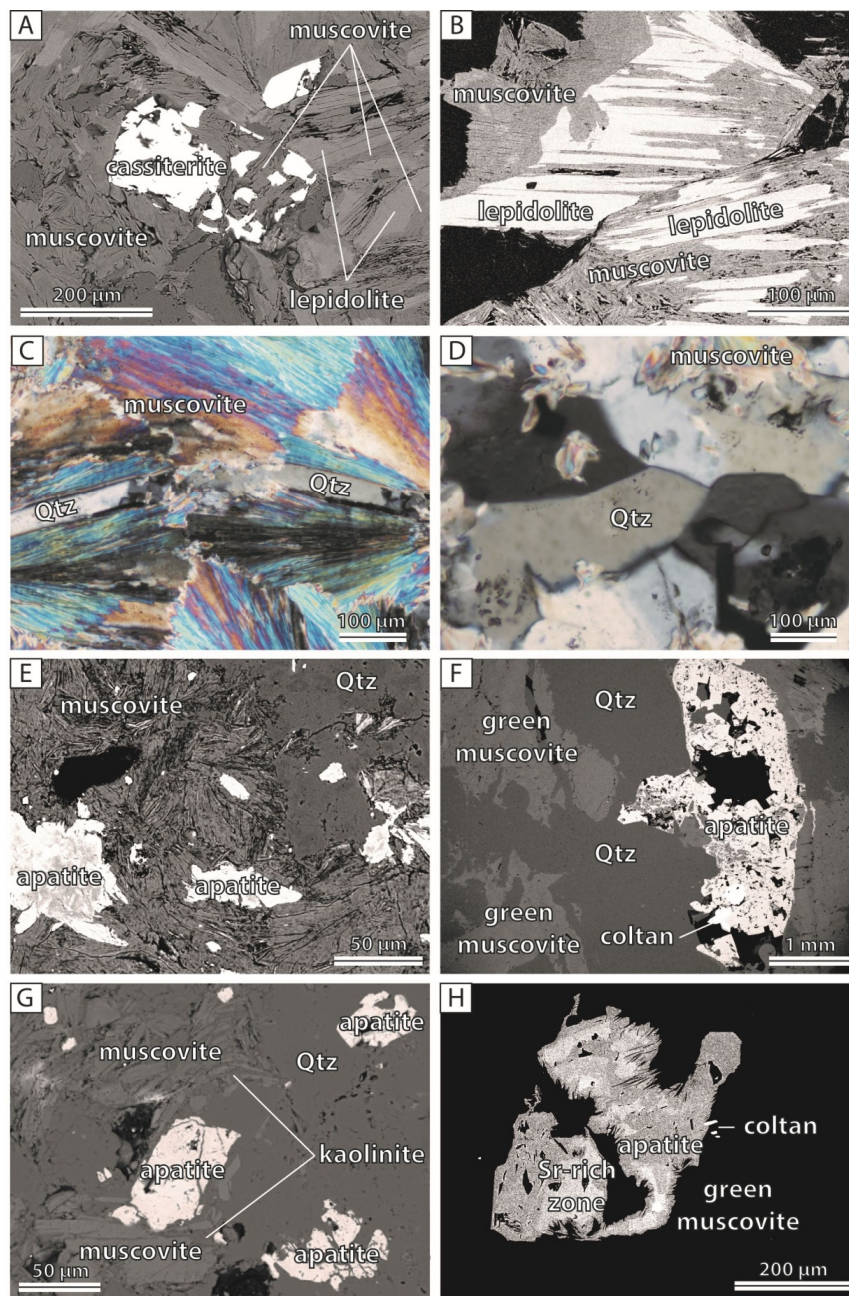 A
muscovite
cassiterite
muscovite
lepidolite
200 µm
B
muscovite
lepidolite
lepidolite
muscovite
100 µm
C
muscovite
Qtz
Qtz
100 µm
D
muscovite
Qtz
100 µm
E
Qtz
muscovite
apatite
apatite
50 µm
F
Qtz
green
muscovite
apatite
Qtz
green
muscovite
coltan
1 mm
G
apatite
muscovite
Qtz
kaolinite
apatite
muscovite
apatite
50 µm
H
coltan
apatite
Sr-rich
zone
green
muscovite
200 µm